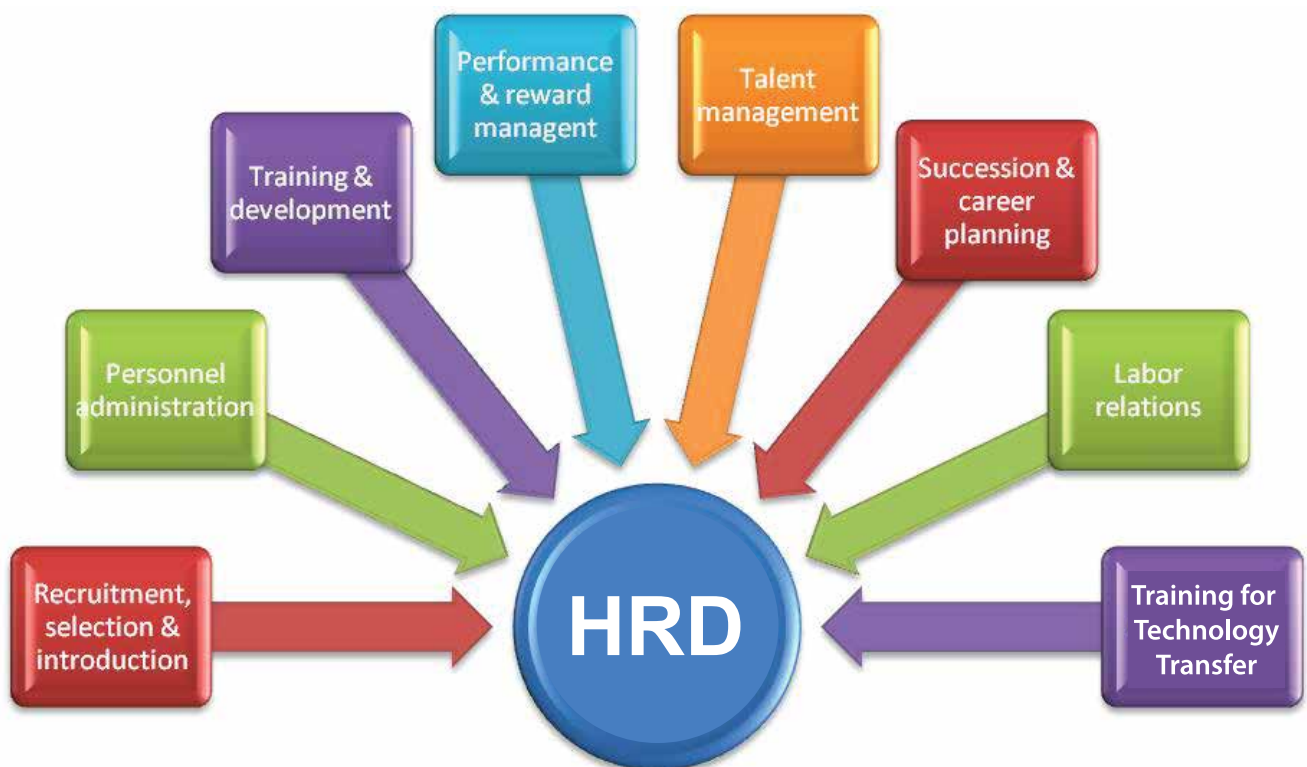 Performance
& reward
managent
Talent
management
Training &
development
Succession &
career
planning
Personnel
administration
Labor
relations
Recruitment,
selection &
introduction
HRD
Training for
Technology
Transfer